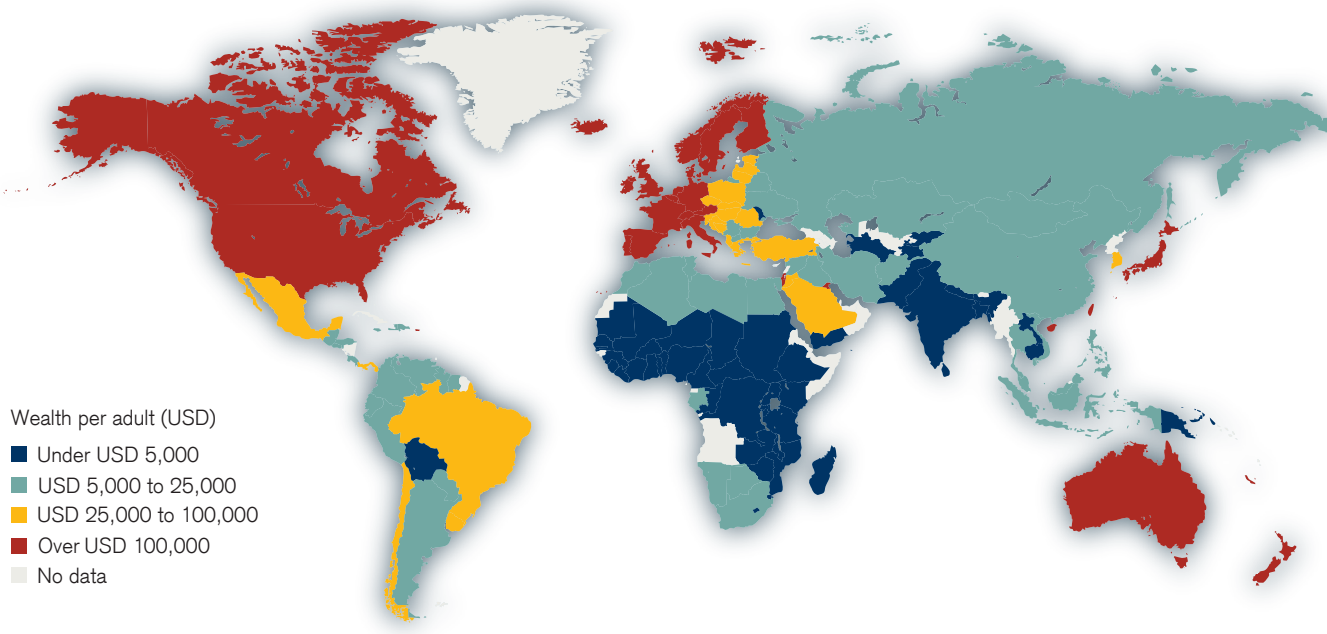 Wealth per adult (USD)
Under USD 5,000
USD 5,000 to 25,000
USD 25,000 to 100,000
Over USD 100,000
No data